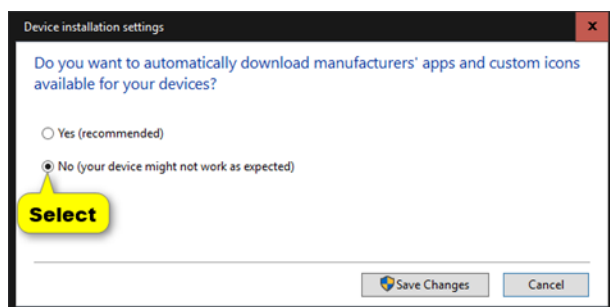 Device installation settings
Do you want to automatically download manufacturers' apps and custom icons
available for your devices?
Yes (recommended)
No (your device might not work as expected)
Select
Save Changes
Cancel